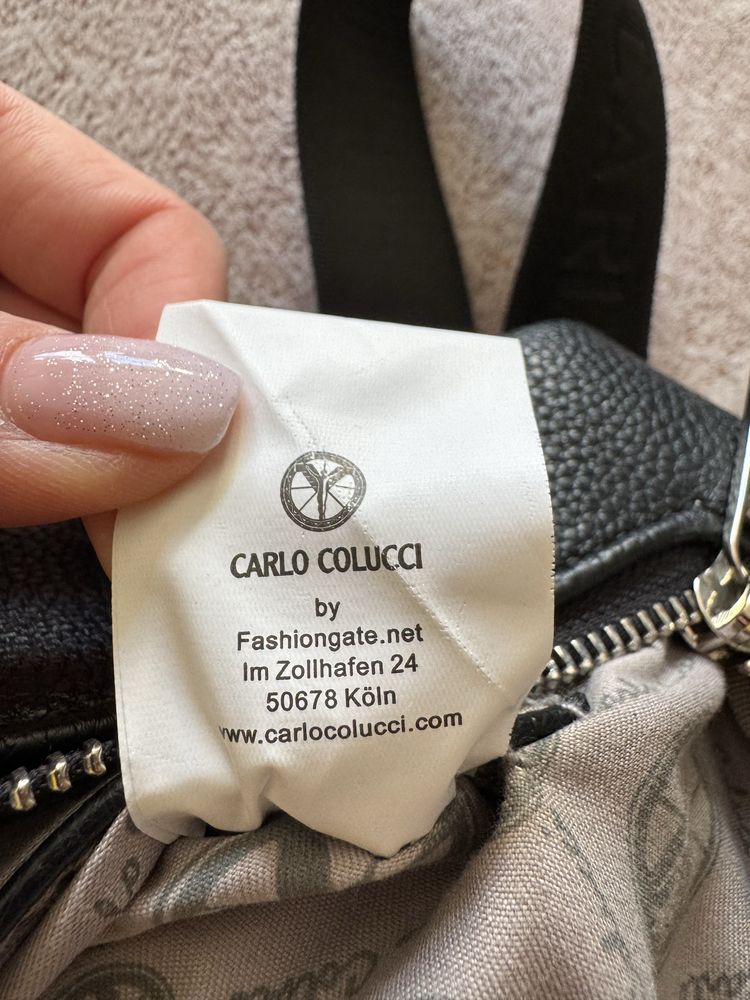 CARLO COLUCCI
by
Fashiongate.net
Im Zollhafen 24
50678 Köln
www.carlocolucci.com